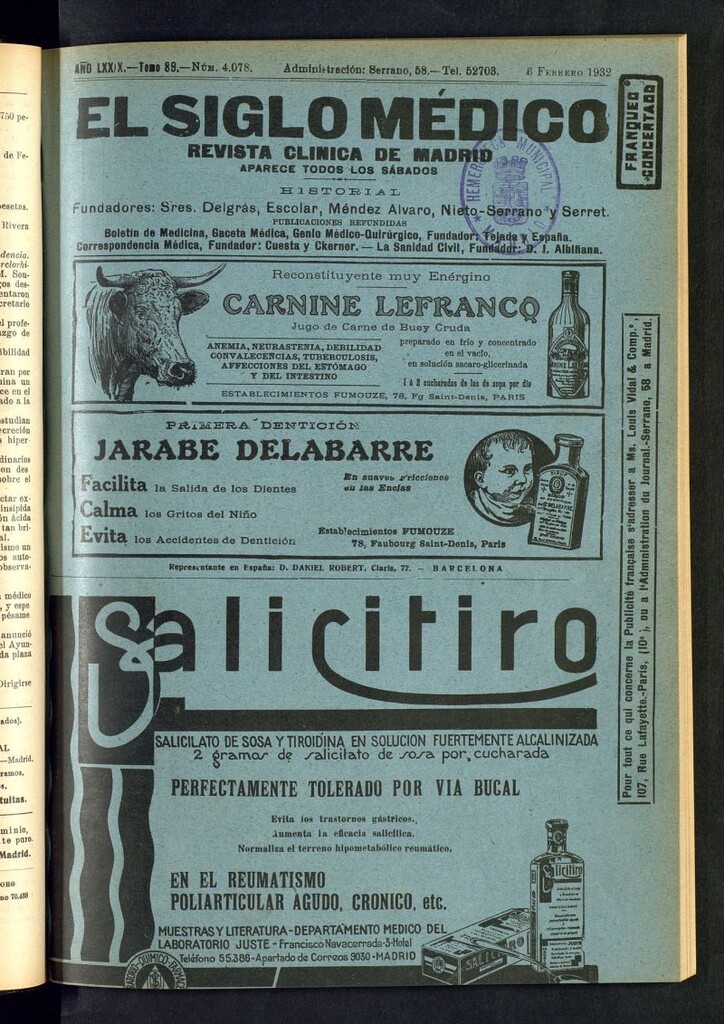 AÑO LXXIX.—Tomo 89.—Núm. 4.078. Administración: Serrano, 58.—Tel. 52703. 6 Febrero 1932
EL SIGLO MÉDICO
REVISTA CLINICA DE MADRID
APARECE TODOS LOS SÁBADOS
HISTORIAL
Fundadores: Sres. Delgrás, Escolar, Méndez Alvaro, Nieto-Serrano y Serret.
PUBLICACIONES REFUNDIDAS
Boletín de Medicina, Gaceta Médica, Genio Médico-Quirúrgico, Fundador: Tejada y España.
Correspondencia Médica, Fundador: Cuesta y Ckerner.—La Sanidad Civil, Fundador: D. J. Albiñana.
FRANQUEO
CONCERTADO
HEMEROTECA MUNICIPAL
Reconstituyente muy Enérgino
CARNINE LEFRANCQ
Jugo de Carne de Buey Cruda
ANEMIA, NEURASTENIA, DEBILIDAD
CONVALECENCIAS, TUBERCULOSIS,
AFFECCIONES DEL ESTÓMAGO
Y DEL INTESTINO
preparado en frío y concentrado
en el vacío,
en solución sacaro-glicerinada
1 á 2 cucharadas de las de sopa por día
ESTABLECIMIENTOS FUMOUZE, 78, Fg Saint-Denis, PARIS
PRIMERA DENTICIÓN
JARABE DELABARRE
Facilita la Salida de los Dientes
Calma los Gritos del Niño
Evita los Accidentes de Dentición
En suaves Fricciones
en las Encías
Establecimientos FUMOUZE
78, Faubourg Saint-Denis, Paris
Representante en España: D. DANIEL ROBERT, Claris, 77. — BARCELONA
Pour tout ce qui concerne la Publicité française s'adresser a Ms. Louis Vidal & Comp.ª,
107, Rue Lafayette.-Paris, (10ª), ou a l'Administration du Journal.-Serrano, 58 a Madrid.
Salicitiro
SALICILATO DE SOSA Y TIROIDINA EN SOLUCION FUERTEMENTE ALCALINIZADA
2 gramos de salicilato de sosa por cucharada
PERFECTAMENTE TOLERADO POR VIA BUCAL
Evita los trastornos gástricos.
Aumenta la eficacia salicílica.
Normaliza el terreno hipometabólico reumático.
EN EL REUMATISMO
POLIARTICULAR AGUDO, CRONICO, etc.
MUESTRAS Y LITERATURA-DEPARTAMENTO MEDICO DEL
LABORATORIO JUSTE - Francisco Navacerrada-3-Hotel
Teléfono 55.386-Apartado de Correos 9030-MADRID
Salicitiro